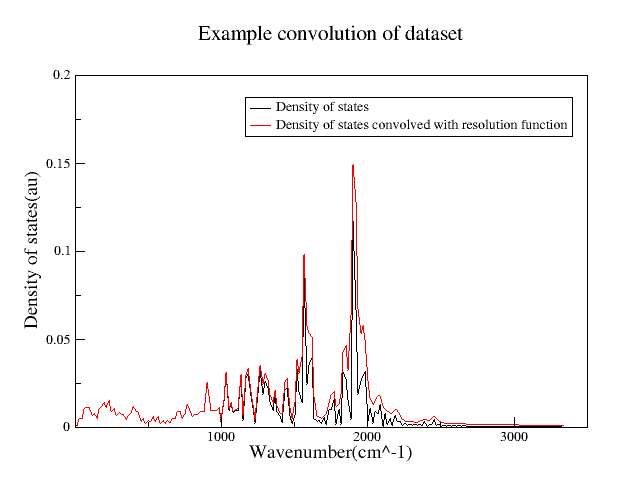 Example convolution of dataset
0.2
Density of states
Density of states convolved with resolution function
0.15
0.1
0.05
0
Density of states(au)
1000
2000
3000
Wavenumber(cm^-1)